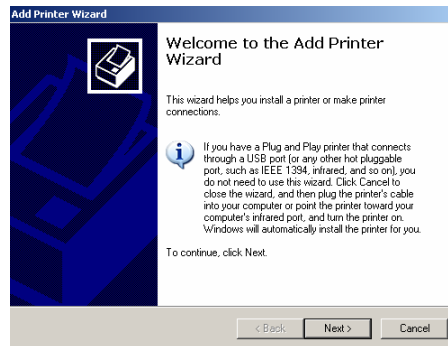 Add Printer Wizard
Welcome to the Add Printer
Wizard
This wizard helps you install a printer or make printer
connections.
If you have a Plug and Play printer that connects
through a USB port (or any other hot pluggable
port, such as IEEE 1394, infrared, and so on), you
do not need to use this wizard. Click Cancel to
close the wizard, and then plug the printer's cable
into your computer or point the printer toward your
computer's infrared port, and turn the printer on.
Windows will automatically install the printer for you.
To continue, click Next.
< Back Next > Cancel